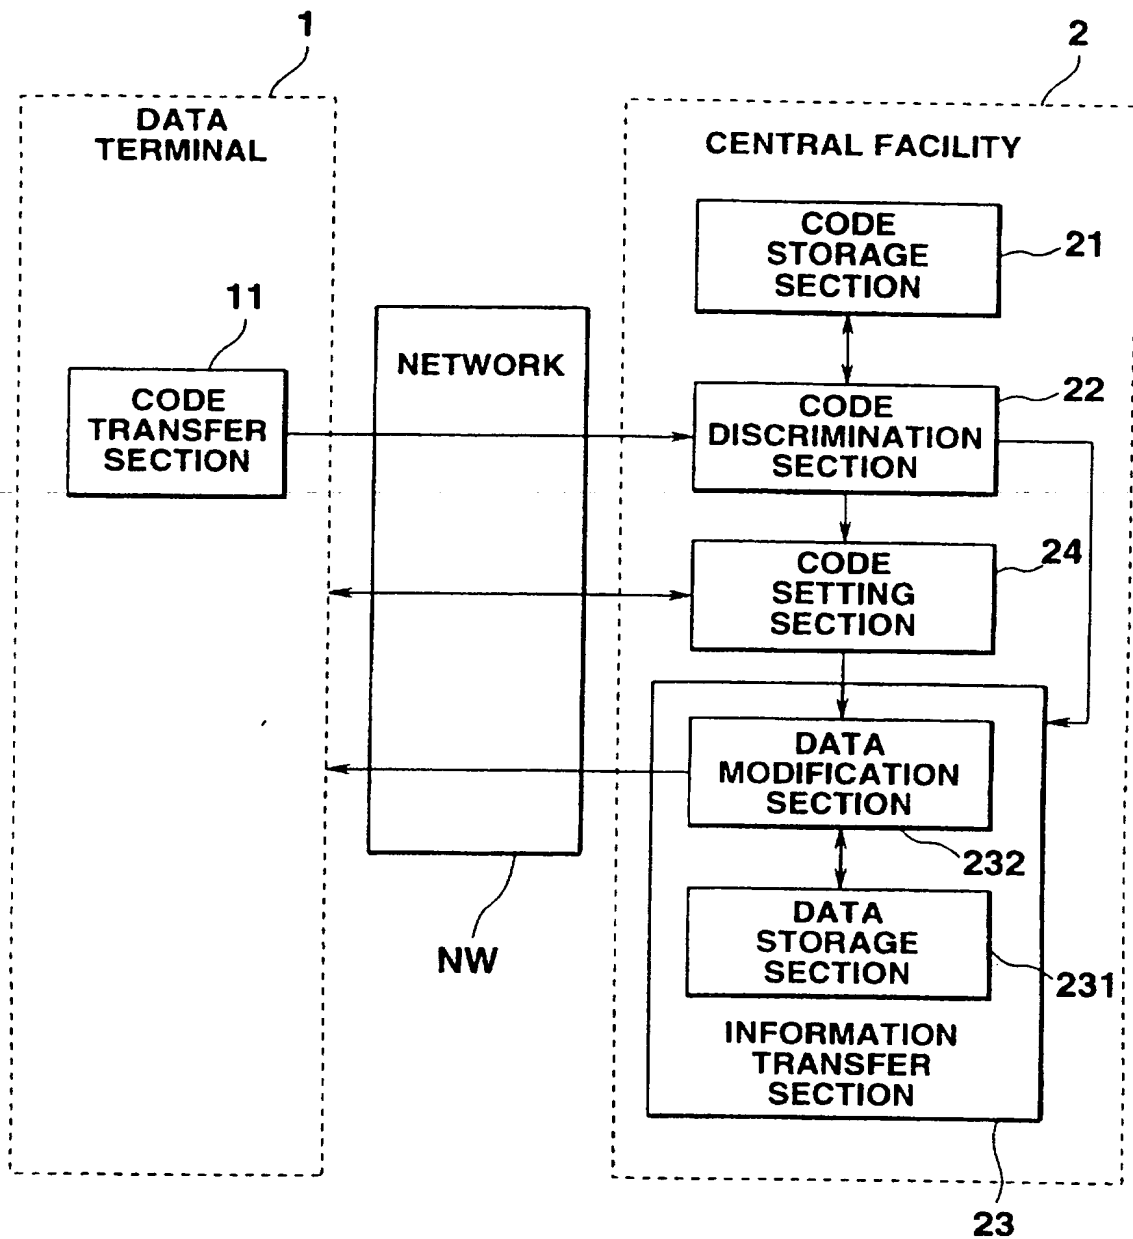 1
DATA
TERMINAL
11
CODE
TRANSFER
SECTION
NETWORK
NW
2
CENTRAL FACILITY
CODE
STORAGE
SECTION
21
CODE
DISCRIMINATION
SECTION
22
CODE
SETTING
SECTION
24
DATA
MODIFICATION
SECTION
232
DATA
STORAGE
SECTION
231
INFORMATION
TRANSFER
SECTION
23